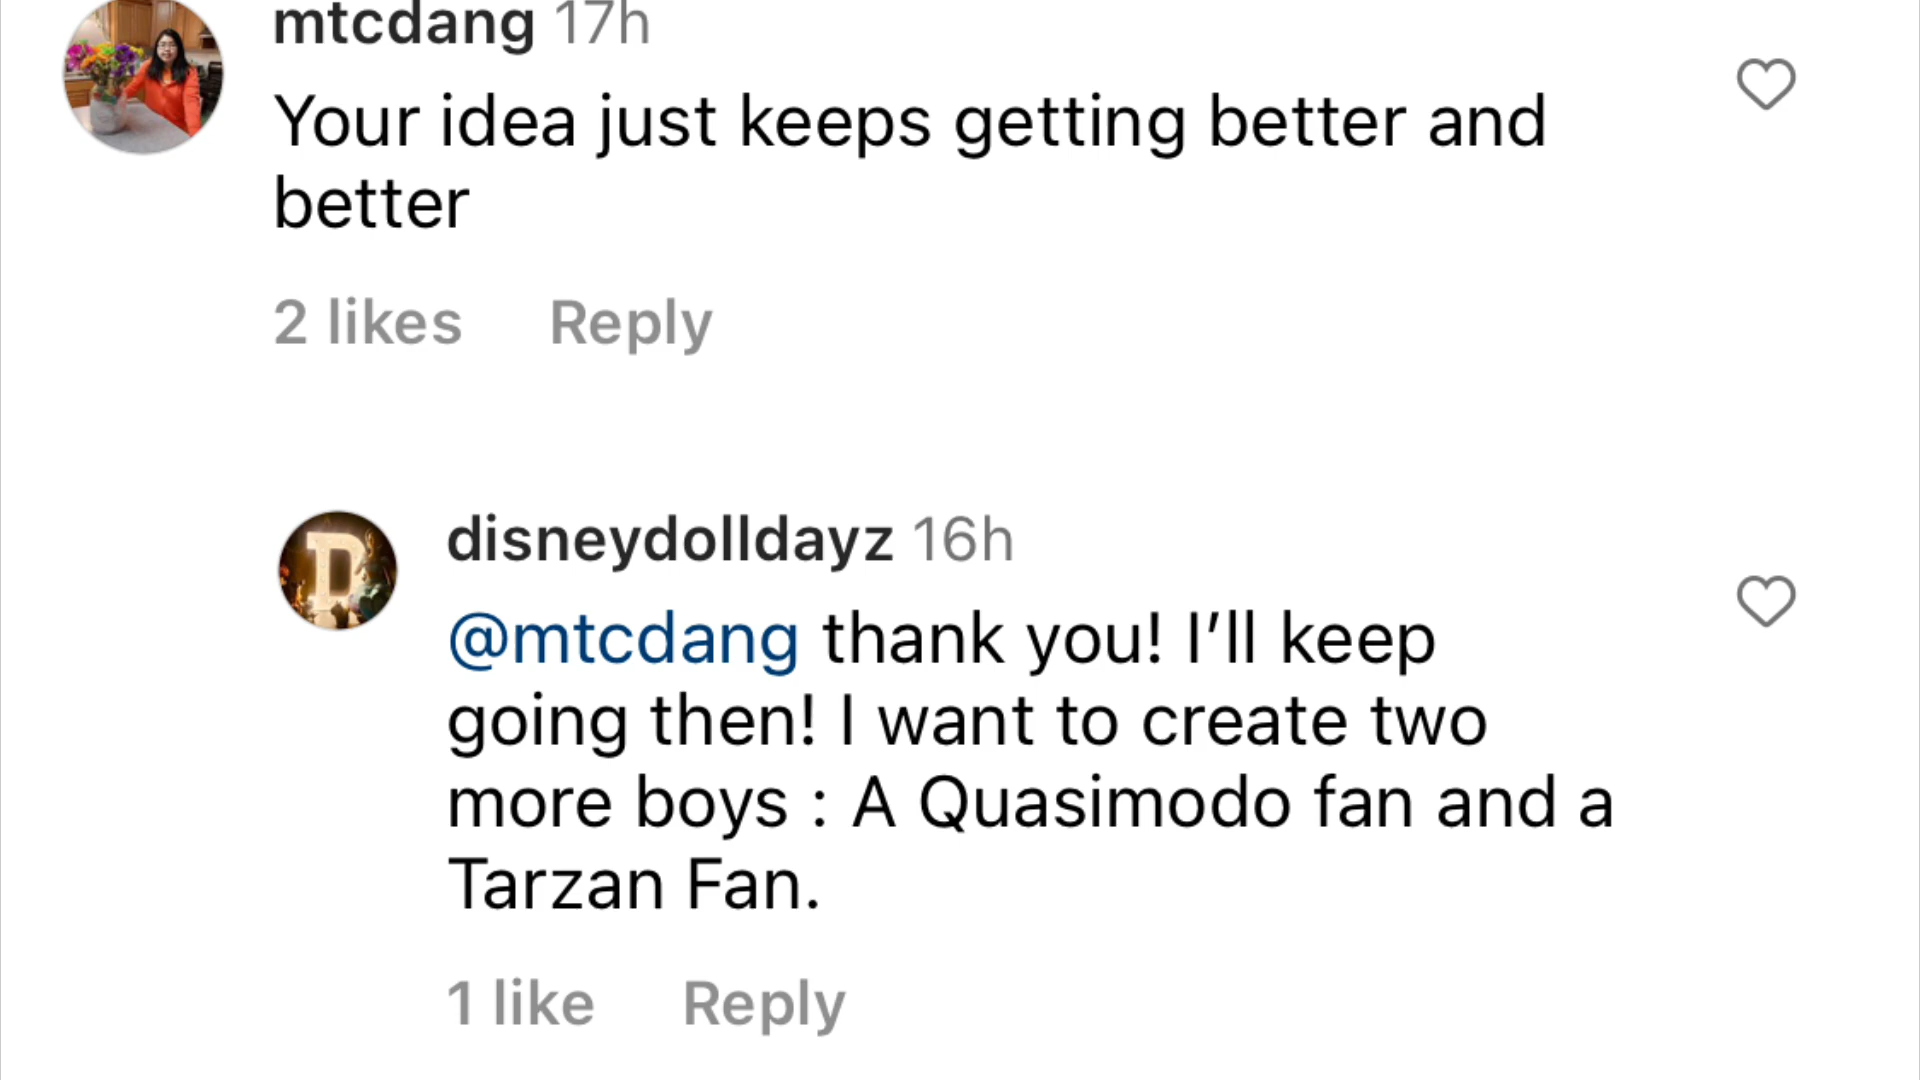 mtcdang 17h
Your idea just keeps getting better and
better
2 likes Reply
disneydolldayz 16h
@mtcdang thank you! I’ll keep
going then! I want to create two
more boys : A Quasimodo fan and a
Tarzan Fan.
1 like Reply